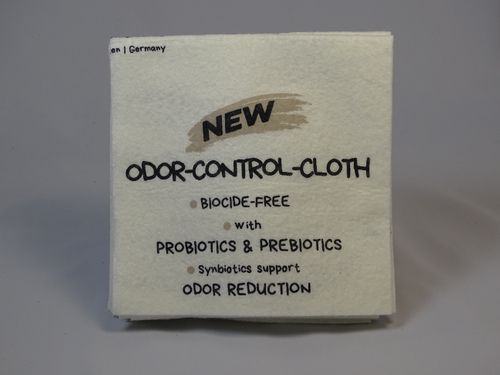 en | Germany
NEW
ODOR-CONTROL-CLOTH
BIOCIDE-FREE
with
PROBIOTICS & PREBIOTICS
Synbiotics support
ODOR REDUCTION